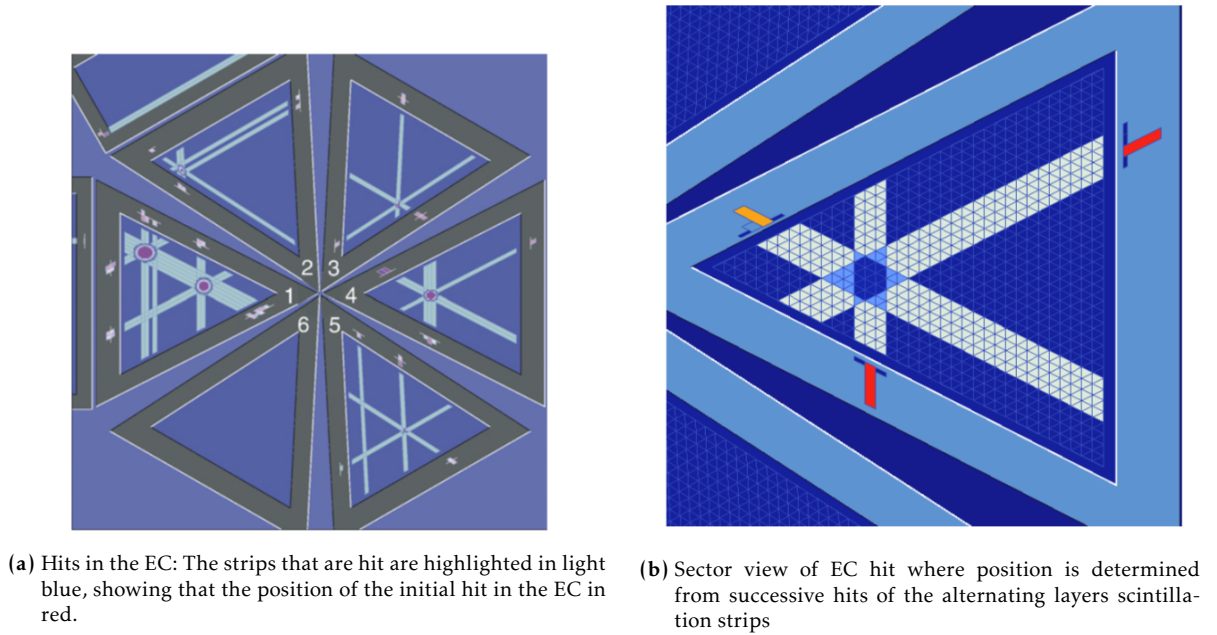 2 3
1 4
6 5
(a) Hits in the EC: The strips that are hit are highlighted in light
blue, showing that the position of the initial hit in the EC in
red.
(b) Sector view of EC hit where position is determined
from successive hits of the alternating layers scintilla-
tion strips